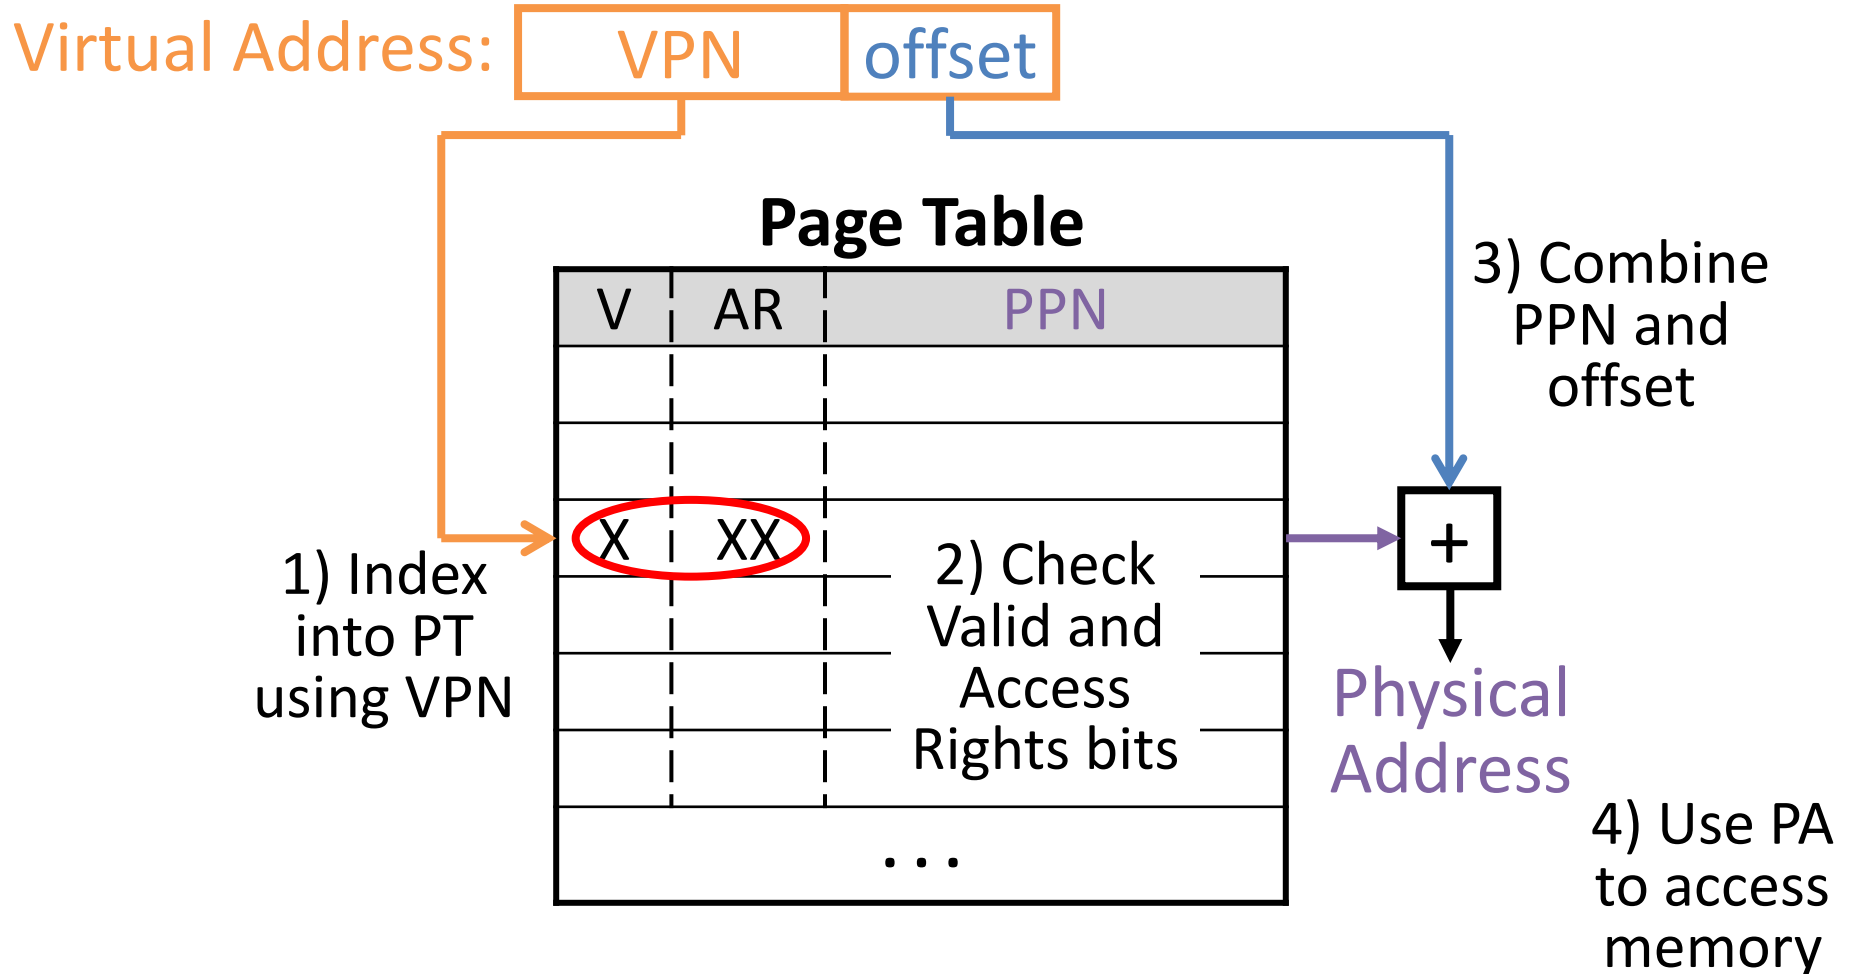 Virtual Address: VPN offset
Page Table
V AR PPN
X XX
1) Index
into PT
using VPN
2) Check
Valid and
Access
Rights bits
3) Combine
PPN and
offset
+
Physical
Address
4) Use PA
to access
memory
...